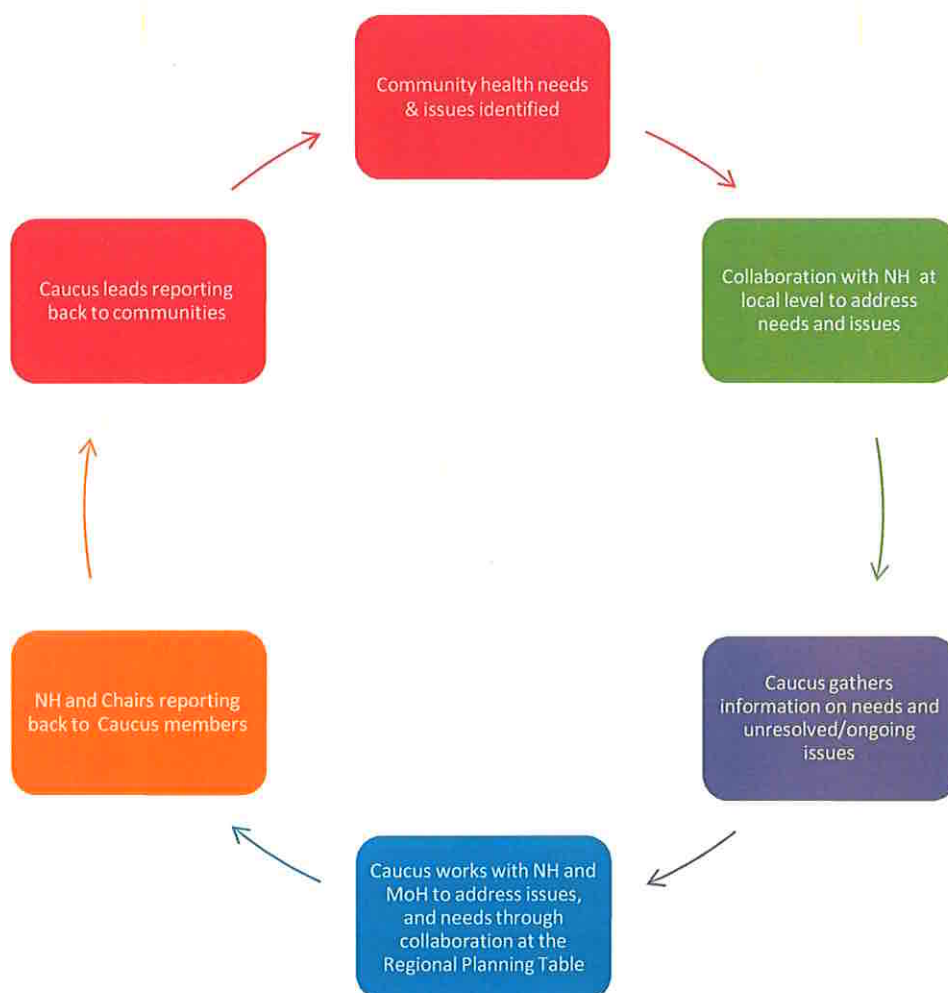 Community health needs
& issues identified
Collaboration with NH at
local level to address
needs and issues
Caucus gathers
information on needs and
unresolved/ongoing
issues
Caucus works with NH and
MoH to address issues,
and needs through
collaboration at the
Regional Planning Table
NH and Chairs reporting
back to Caucus members
Caucus leads reporting
back to communities